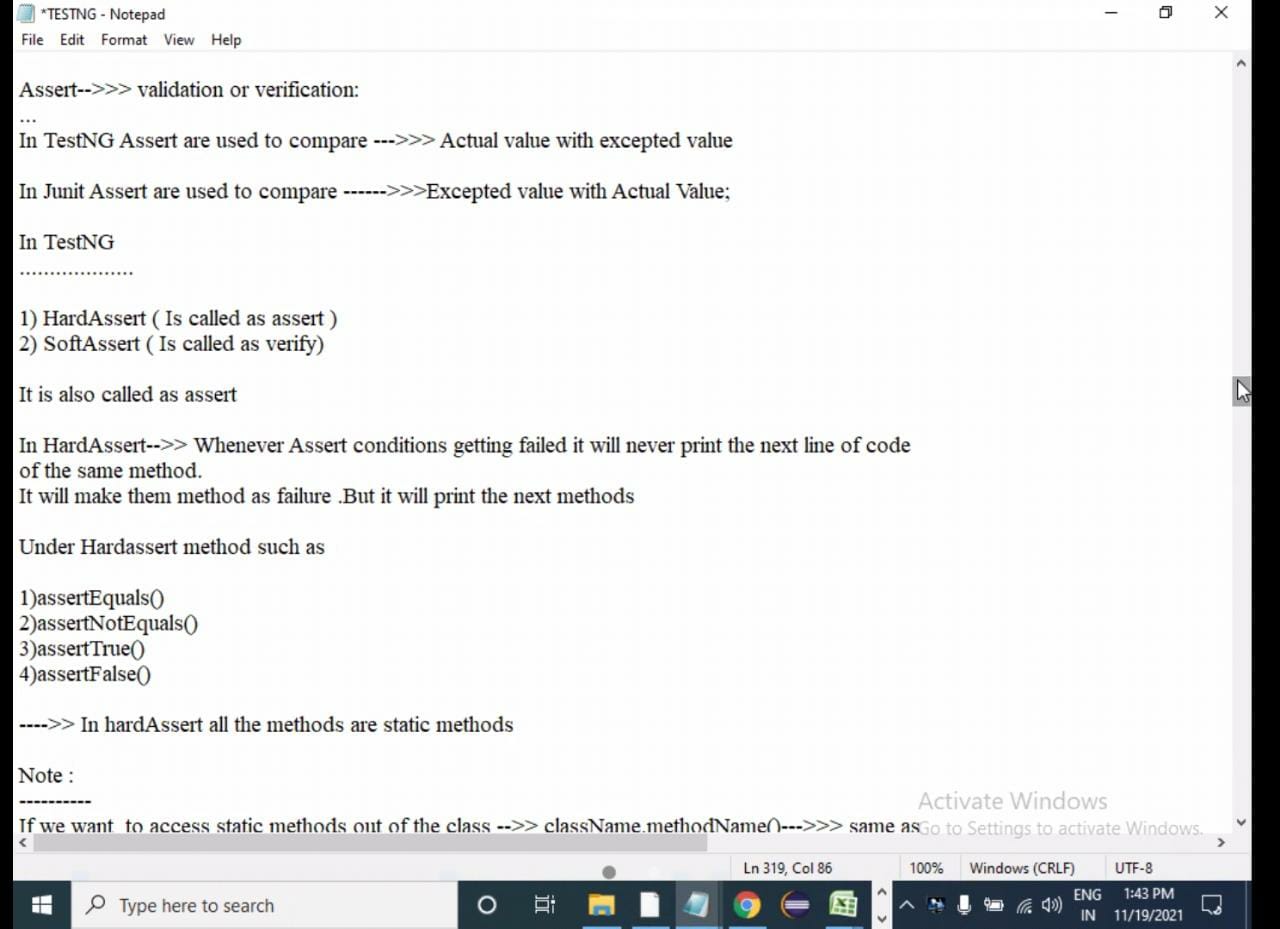 *TESTNG - Notepad
File Edit Format View Help
Assert-->>> validation or verification:
...
In TestNG Assert are used to compare --->>> Actual value with excepted value
In Junit Assert are used to compare ------>>>Excepted value with Actual Value;
In TestNG
...................
1) HardAssert ( Is called as assert )
2) SoftAssert ( Is called as verify)
It is also called as assert
In HardAssert-->> Whenever Assert conditions getting failed it will never print the next line of code
of the same method.
It will make them method as failure .But it will print the next methods
Under Hardassert method such as
1)assertEquals()
2)assertNotEquals()
3)assertTrue()
4)assertFalse()
---->> In hardAssert all the methods are static methods
Note :
----------
If we want  to access static methods out of the class -->> className.methodName()--->>> same as
Activate Windows
Go to Settings to activate Windows.
Ln 319, Col 86 100% Windows (CRLF) UTF-8
Type here to search
ENG 1:43 PM
IN 11/19/2021